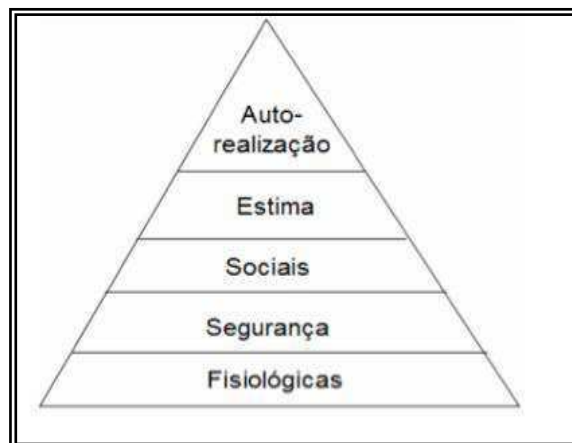 Auto-
realização
Estima
Sociais
Segurança
Fisiológicas